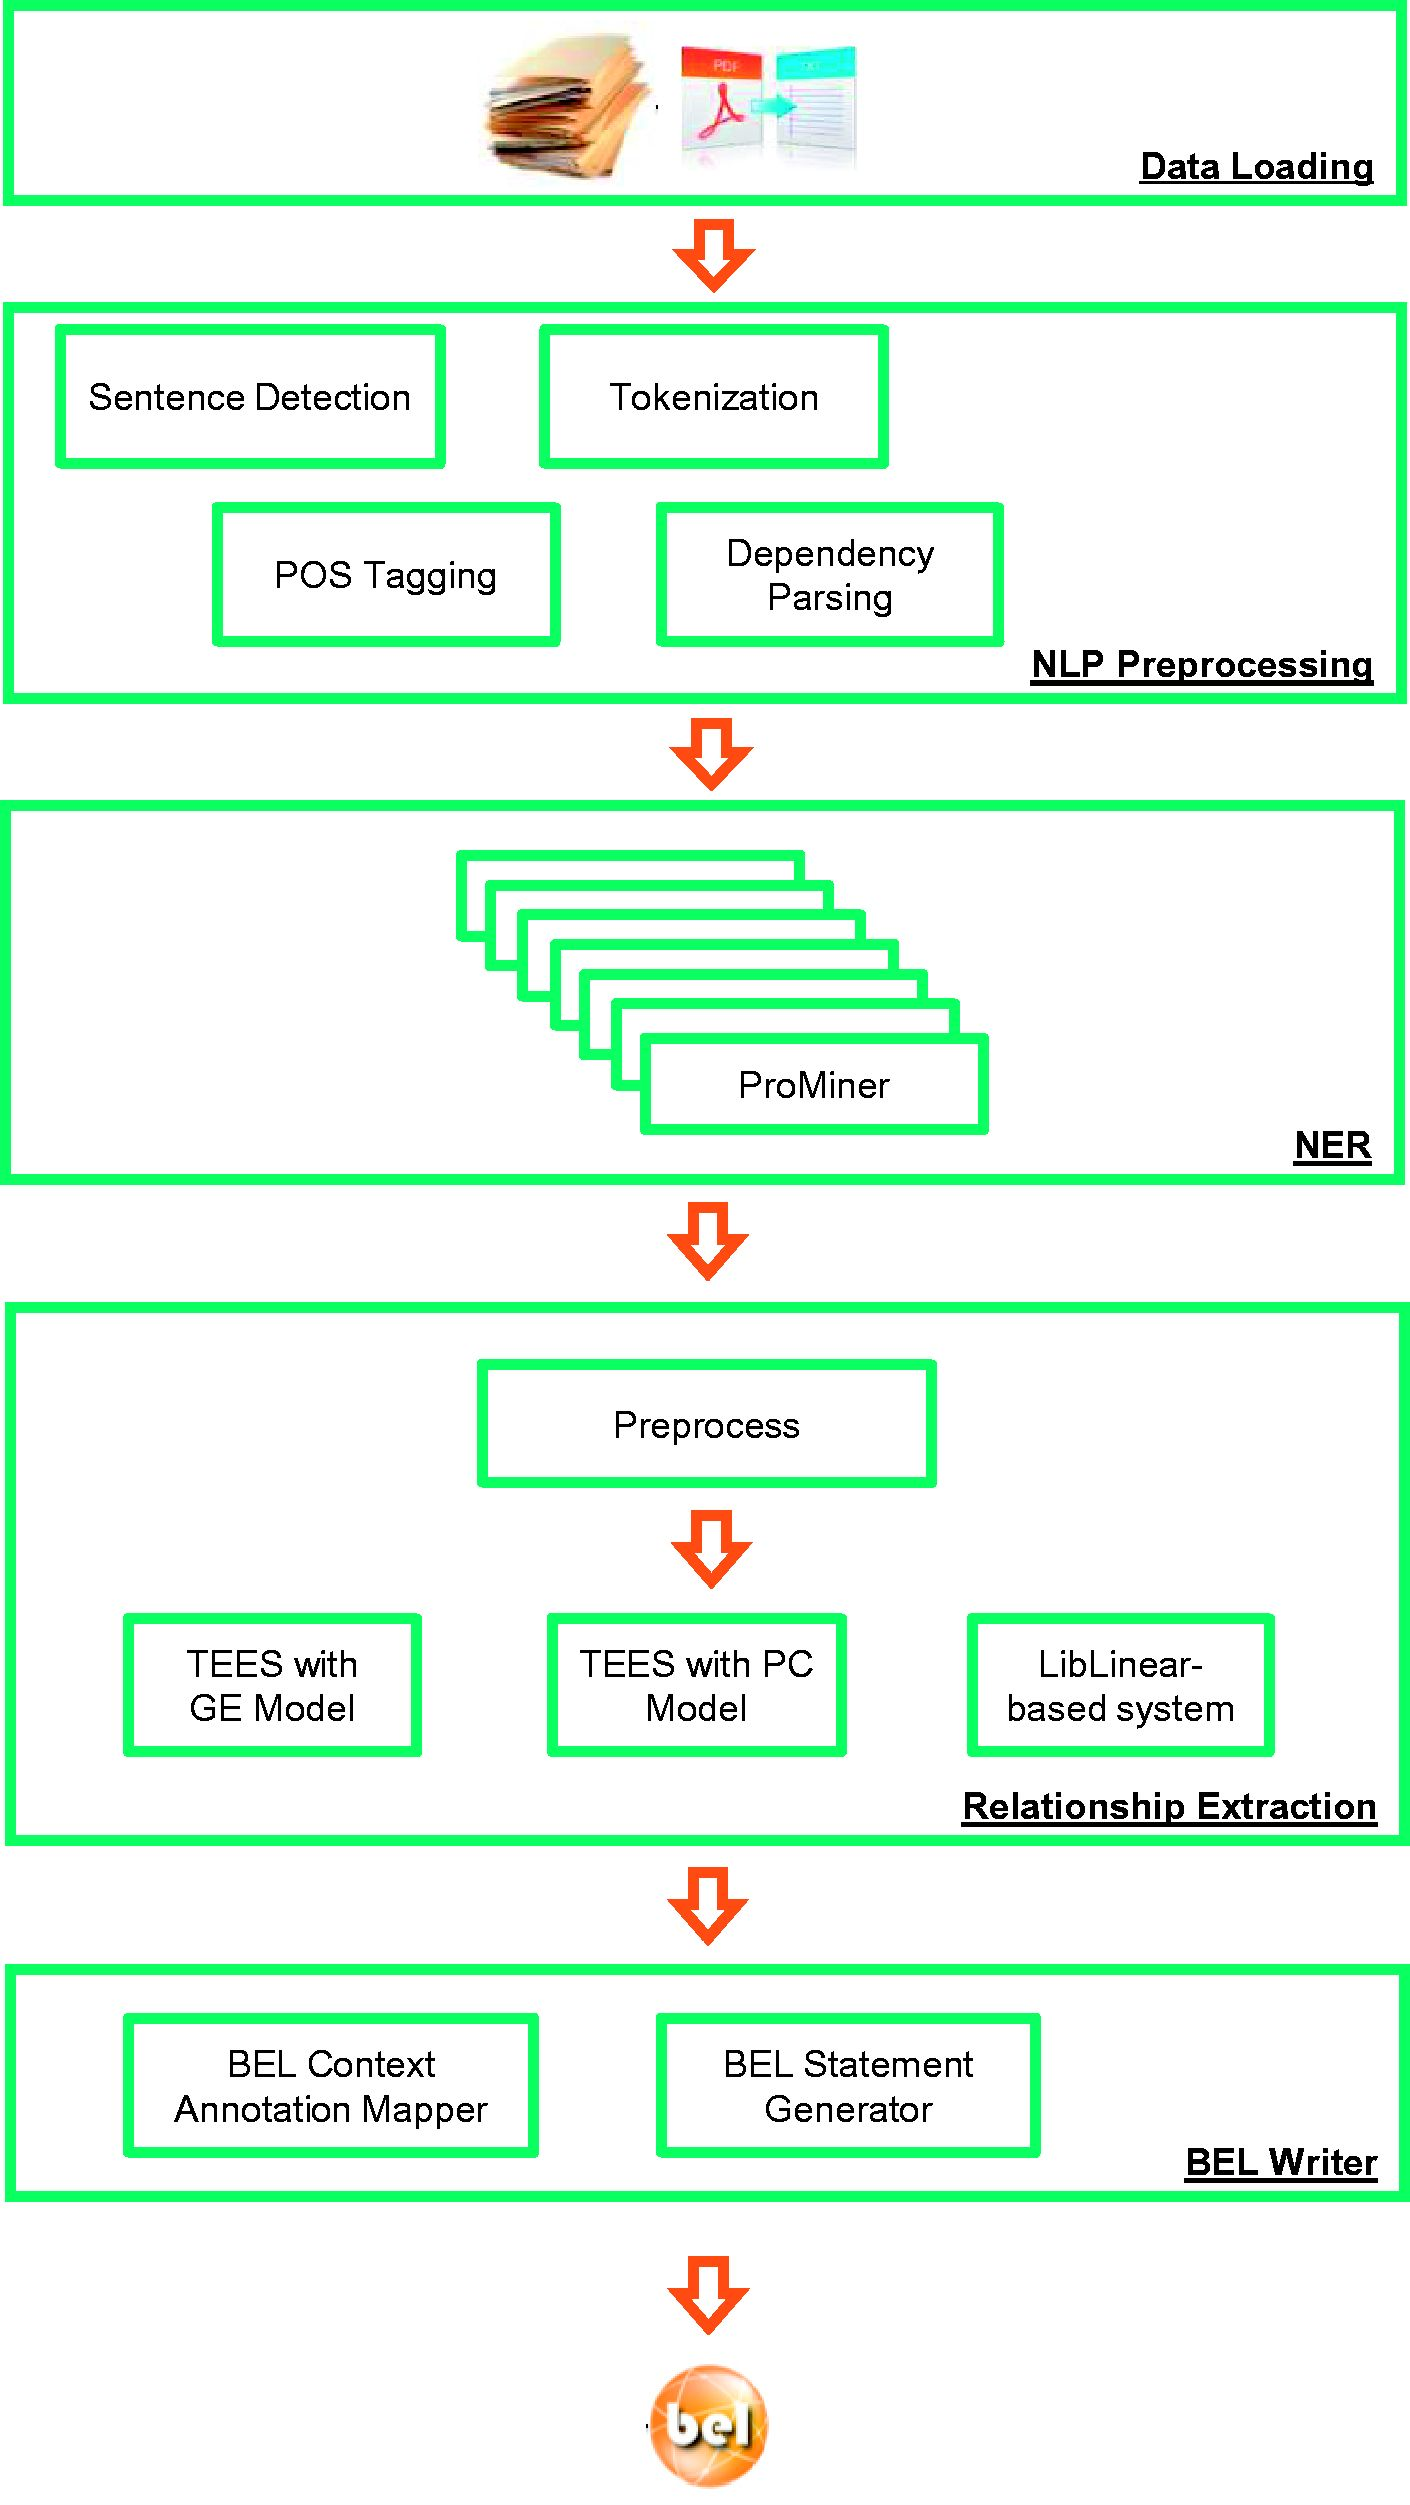 PDF
Data Loading
Sentence Detection
Tokenization
POS Tagging
Dependency
Parsing
NLP Preprocessing
ProMiner
NER
Preprocess
TEES with
GE Model
TEES with PC
Model
LibLinear-
based system
Relationship Extraction
BEL Context
Annotation Mapper
BEL Statement
Generator
BEL Writer
bel